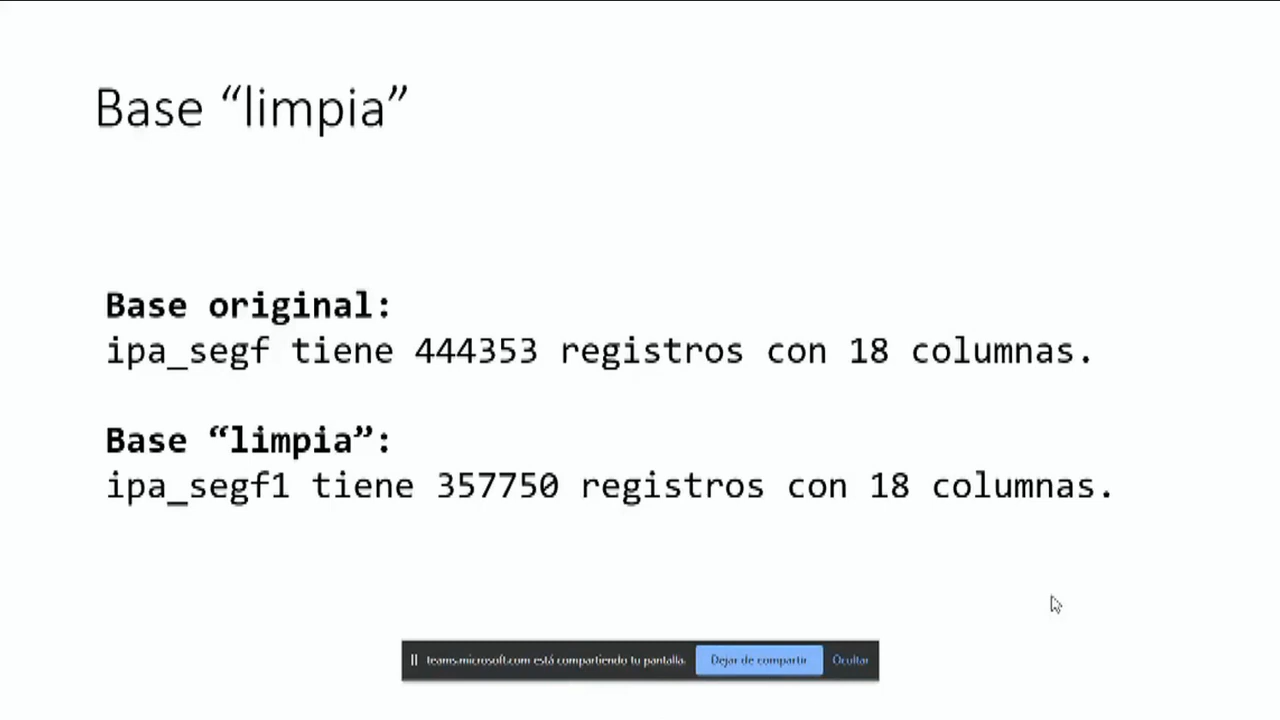 Base “limpia”
Base original:
ipa_segf tiene 444353 registros con 18 columnas.
Base “limpia”:
ipa_segf1 tiene 357750 registros con 18 columnas.
teams.microsoft.com está compartiendo tu pantalla. Dejar de compartir Ocultar